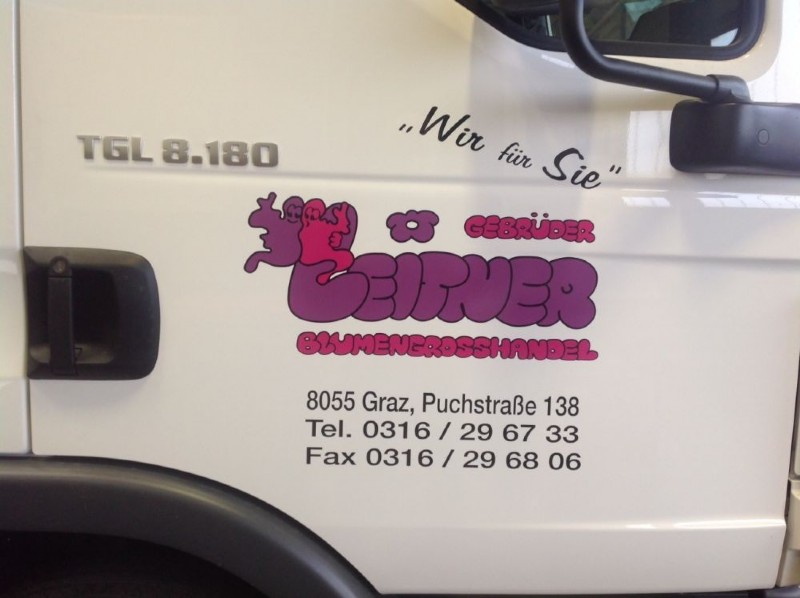 TGL 8.180
„Wir für Sie"
GEBRÜDER
LEITNER
BLUMENGROSSHANDEL
8055 Graz, Puchstraße 138
Tel. 0316 / 29 67 33
Fax 0316 / 29 68 06